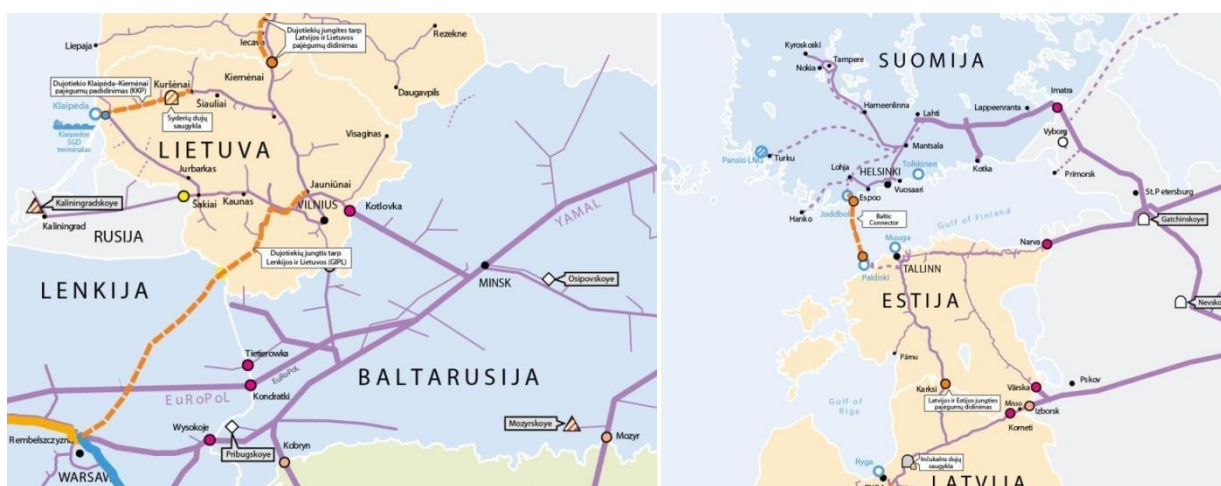 Liepaja
Iecava
Dujotiekių jungties tarp
Latvijos ir Lietuvos
pajėgumų didinimas
Rezekne
Kiemėnai
Daugavpils
Dujotiekio Klaipėda–Kiemėnai
pajėgumų padidinimas (KKP)
Kuršėnai
Šiauliai
Klaipėda
Syderių dujų
saugykla
Klaipėdos
SGD
terminalas
Visaginas
LIETUVA
Jurbarkas
Jauniūnai
Šakiai
Kaunas
VILNIUS
Kotlovka
Kaliningradskoye
Kaliningrad
RUSIJA
YAMAL
Dujotiekių jungtis tarp
Lenkijos ir Lietuvos (GIPL)
LENKIJA
MINSK
Osipovskoye
Tietierowka
EuRoPoL
EuRoPoL
Kondratki
BALTARUSIJA
Wysokoje
Pribugskoye
Mozyrskoye
Rembelszczyzn
Kobryn
Mozyr
WARSAW
Kyroskoski
Tampere
Nokia
SUOMIJA
Imatra
Hameenlinna
Lahti
Lappeenranta
Vyborg
Mantsala
Pansio LNG
Turku
Lohja
HELSINKI
Tolkkinen
Kotka
Primorsk
Vuosaari
Espoo
St.Petersburg
Hanko
Joddbol
Baltic
Connector
Gulf of Finland
Gatchinskoye
Muuga
Narva
Paldiski
TALLINN
ESTIJA
Nevsko
Pärnu
Gulf of
Riga
Karksi
Värska
Pskov
Latvijos ir Estijos jungties
pajėgumų didinimas
Misso
Izborsk
Korneti
Ryga
Inčukalns dujų
saugykla
LATVIJA